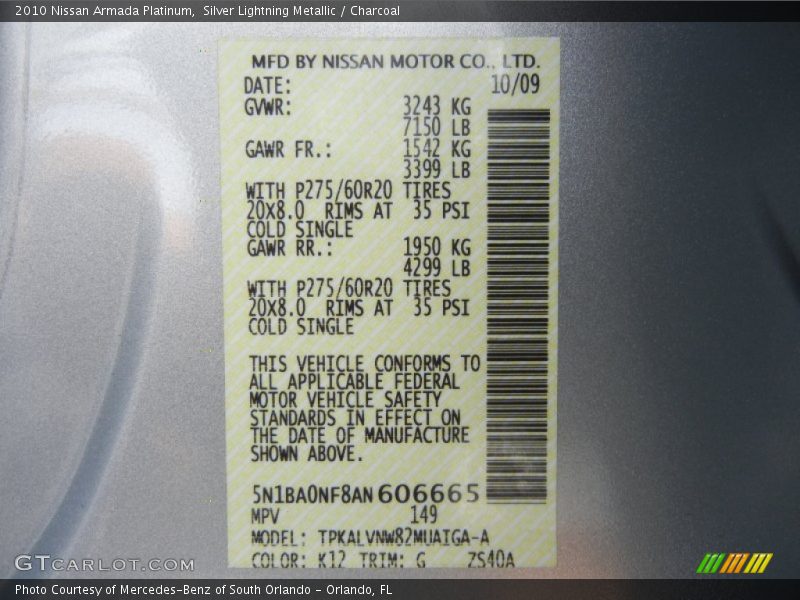 2010 Nissan Armada Platinum,  Silver Lightning Metallic / Charcoal
MFD BY NISSAN MOTOR CO., LTD.
DATE: 10/09
GVWR: 3243 KG
7150 LB
GAWR FR.: 1542 KG
3399 LB
WITH P275/60R20 TIRES
20X8.0 RIMS AT 35 PSI
COLD SINGLE
GAWR RR.: 1950 KG
4299 LB
WITH P275/60R20 TIRES
20X8.0 RIMS AT 35 PSI
COLD SINGLE
THIS VEHICLE CONFORMS TO
ALL APPLICABLE FEDERAL
MOTOR VEHICLE SAFETY
STANDARDS IN EFFECT ON
THE DATE OF MANUFACTURE
SHOWN ABOVE.
5N1BA0NF8AN606665
MPV 149
MODEL: TPKALVNW82MUAIGA-A
COLOR: K12 TRIM: G ZS40A
GTCARLOT.COM
Photo Courtesy of Mercedes-Benz of South Orlando - Orlando, FL